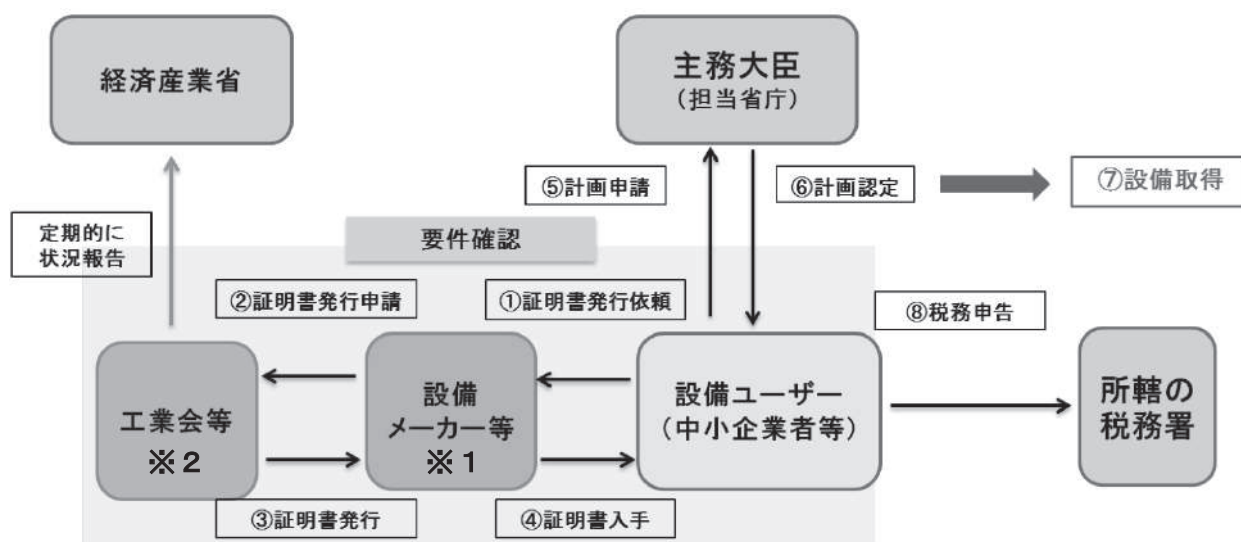 経済産業省
主務大臣
（担当省庁）
⑤計画申請
⑥計画認定
⑦設備取得
定期的に
状況報告
要件確認
②証明書発行申請
①証明書発行依頼
⑧税務申告
工業会等
※2
設備
メーカー等
※1
設備ユーザー
（中小企業者等）
所轄の
税務署
③証明書発行
④証明書入手